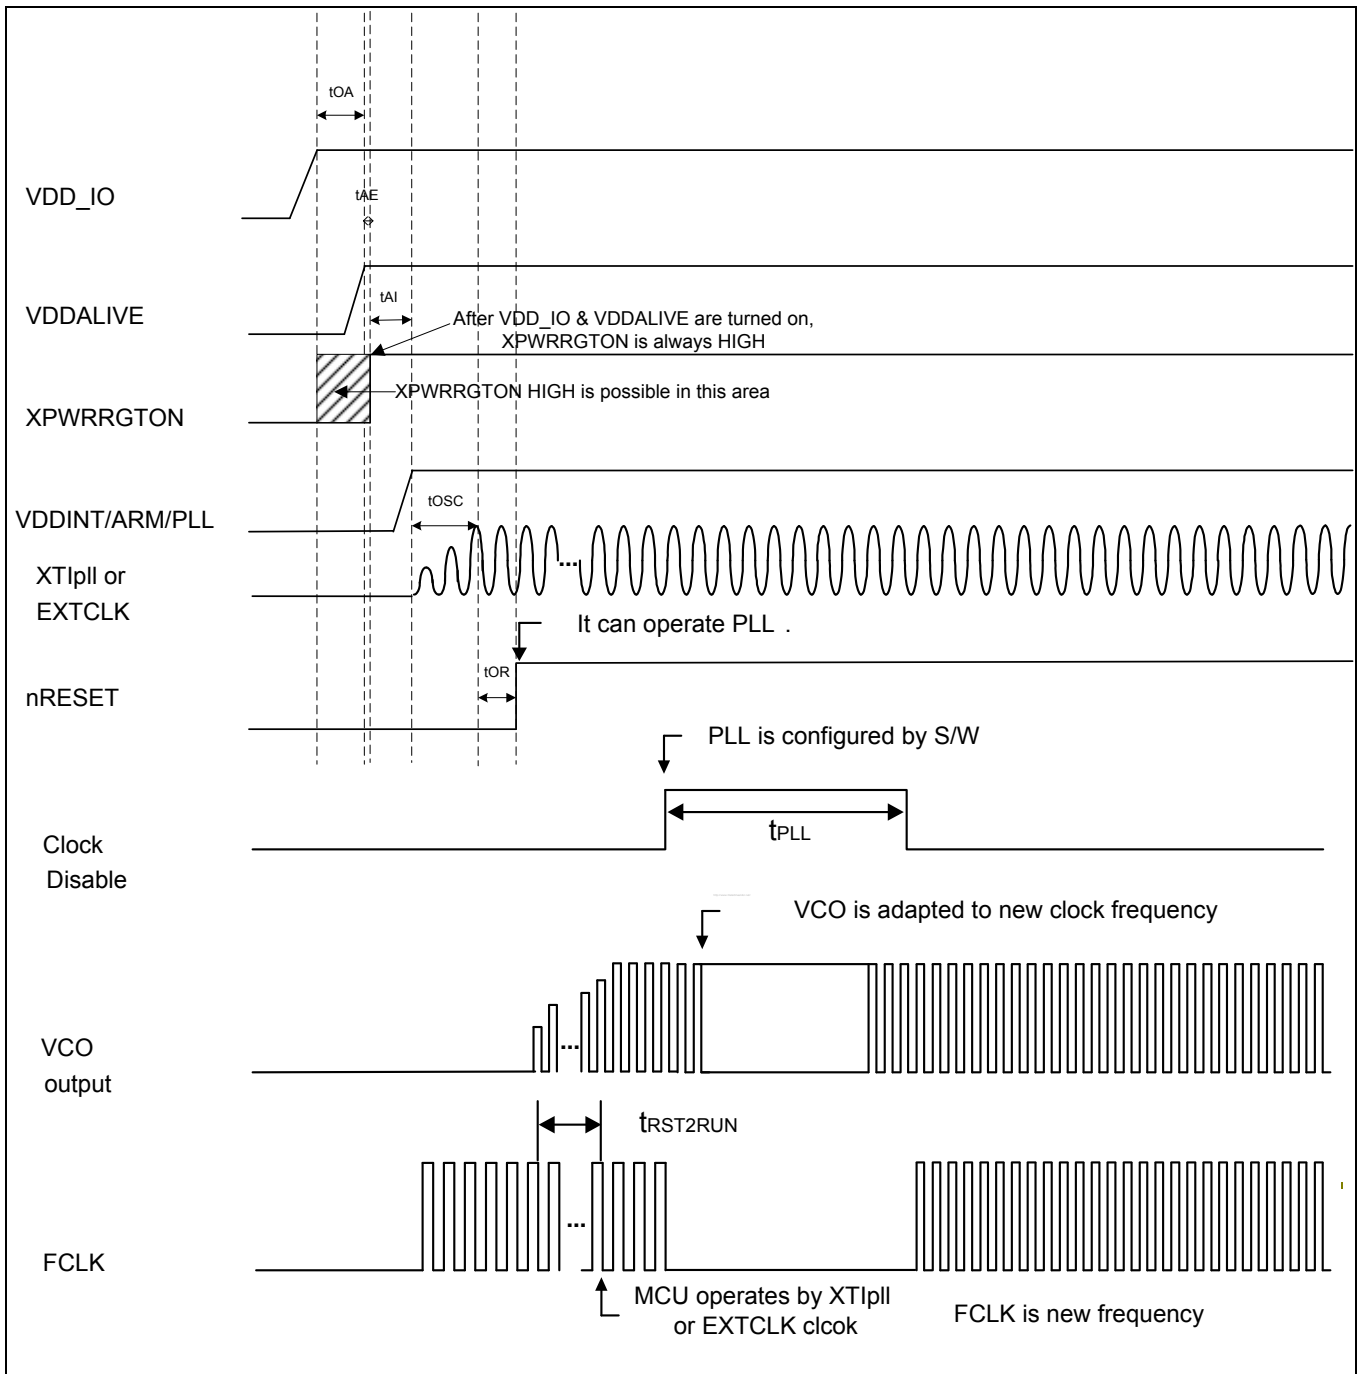 tOA
VDD_IO
tAE
VDDALIVE
tAI
After VDD_IO & VDDALIVE are turned on,
XPWRRGTON is always HIGH
XPWRRGTON HIGH is possible in this area
XPWRRGTON
VDDINT/ARM/PLL
tOSC
XTIpll or
EXTCLK
...
It can operate PLL .
tOR
nRESET
PLL is configured by S/W
tPLL
Clock
Disable
VCO is adapted to new clock frequency
VCO
output
...
tRST2RUN
...
FCLK
MCU operates by XTIpll
or EXTCLK clcok
FCLK is new frequency